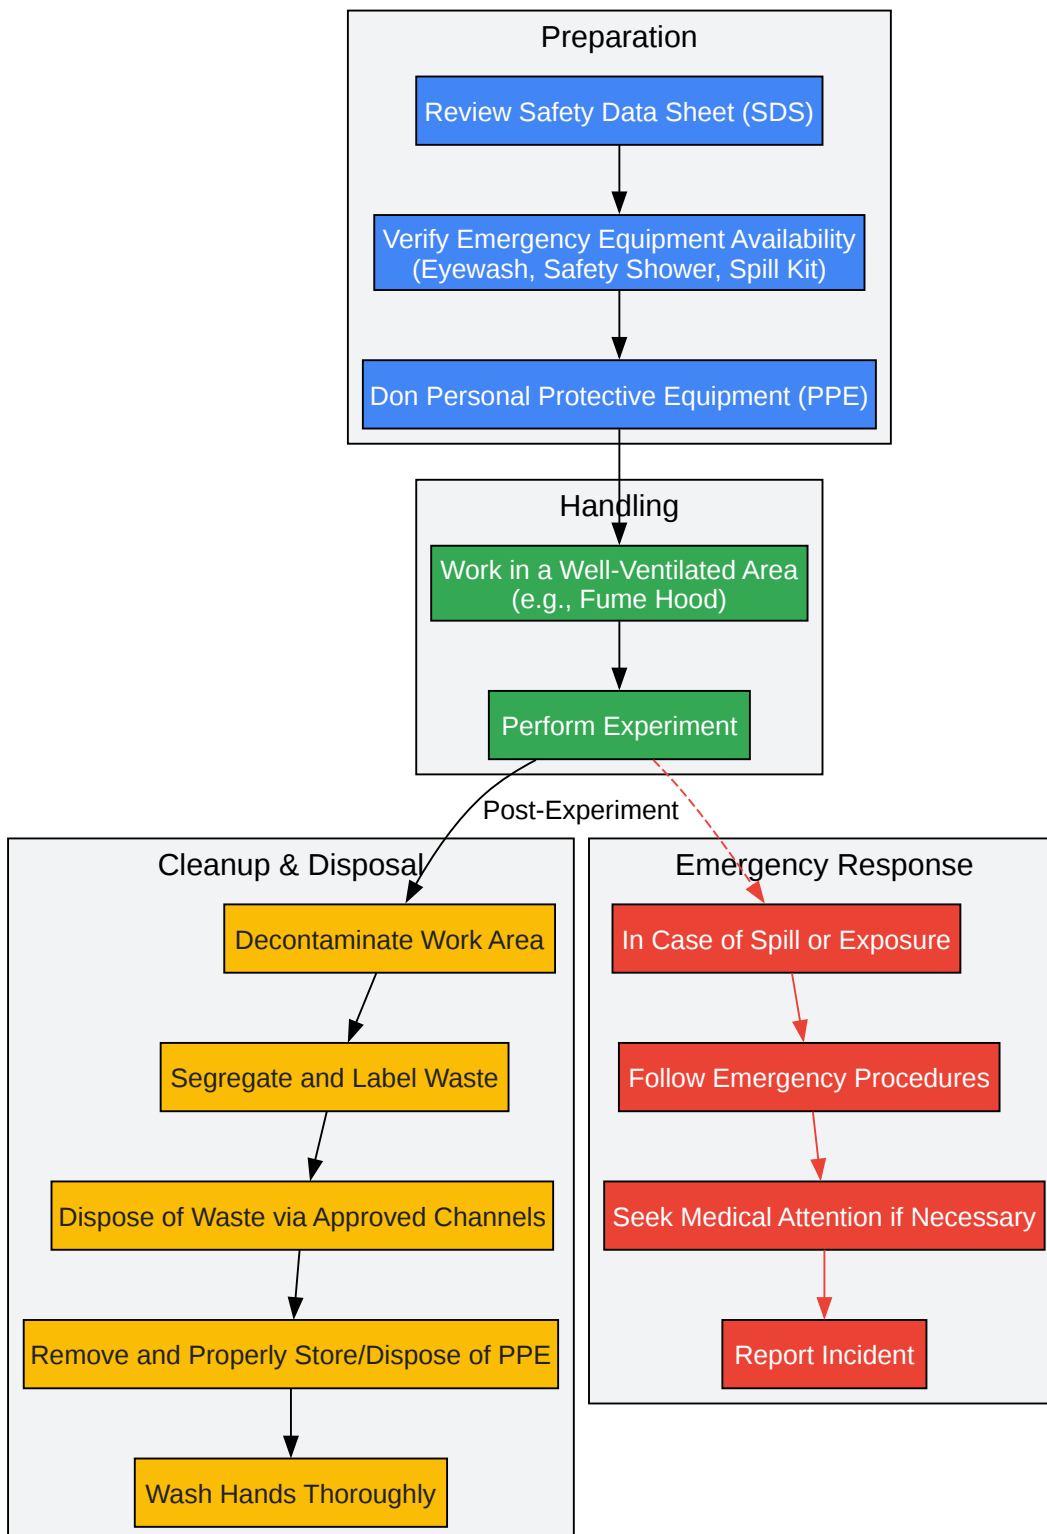 Preparation
Review Safety Data Sheet (SDS)
Verify Emergency Equipment Availability
(Eyewash, Safety Shower, Spill Kit)
Don Personal Protective Equipment (PPE)
Handling
Work in a Well-Ventilated Area
(e.g., Fume Hood)
Perform Experiment
Post-Experiment
Cleanup & Disposal
Decontaminate Work Area
Segregate and Label Waste
Dispose of Waste via Approved Channels
Remove and Properly Store/Dispose of PPE
Wash Hands Thoroughly
Emergency Response
In Case of Spill or Exposure
Follow Emergency Procedures
Seek Medical Attention if Necessary
Report Incident